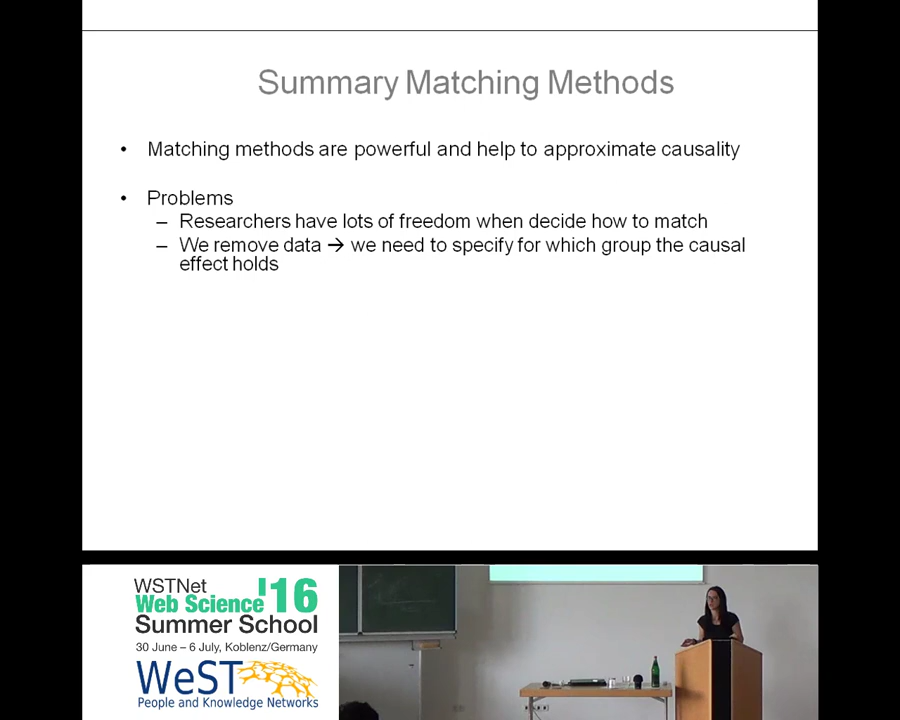 Summary Matching Methods
• Matching methods are powerful and help to approximate causality
• Problems
– Researchers have lots of freedom when decide how to match
– We remove data → we need to specify for which group the causal
effect holds
WSTNet
Web Science '16
Summer School
30 June – 6 July, Koblenz/Germany
WeST
People and Knowledge Networks